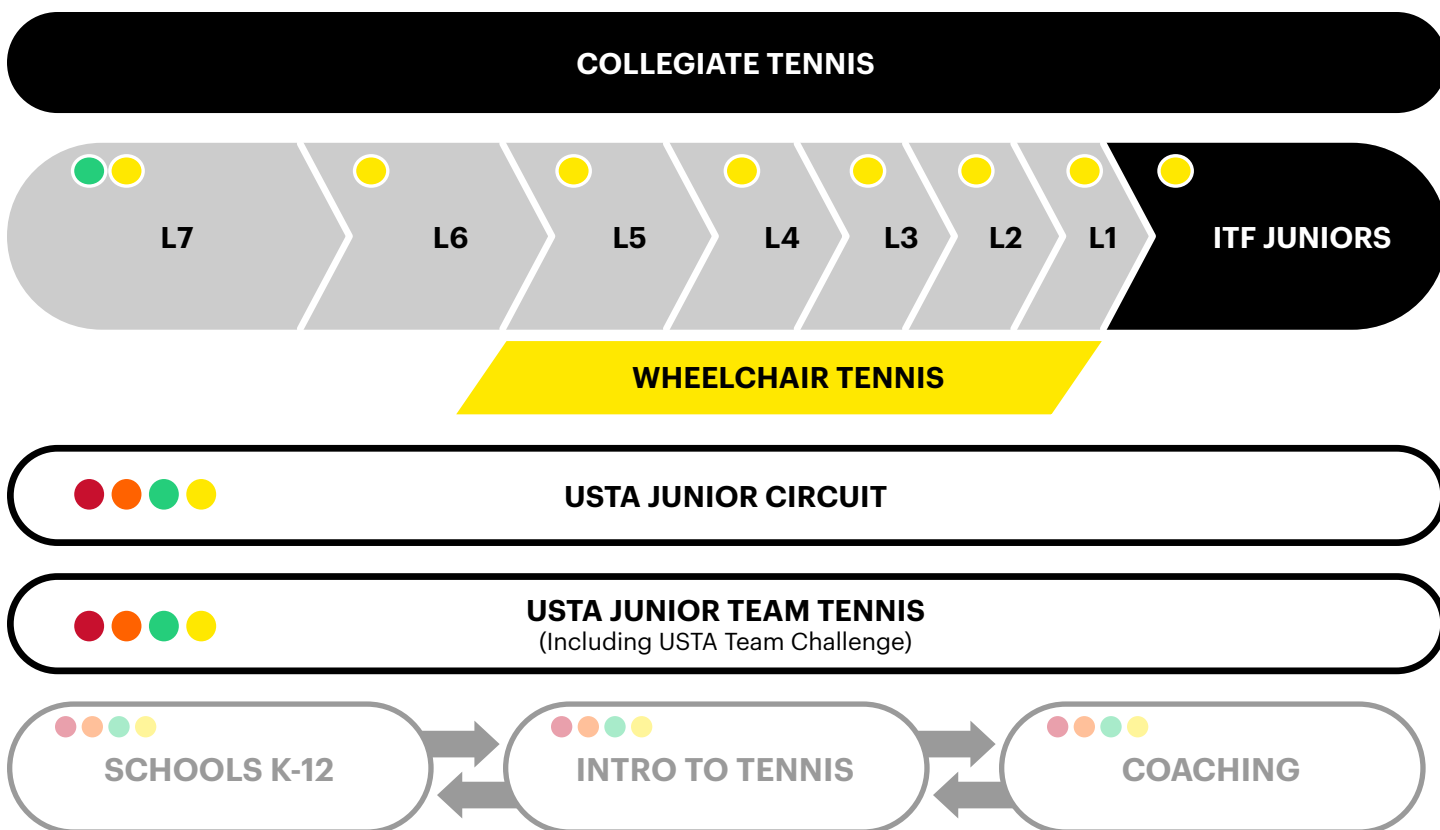 COLLEGIATE TENNIS
L7
L6
L5
L4
L3
L2
L1
ITF JUNIORS
WHEELCHAIR TENNIS
USTA JUNIOR CIRCUIT
USTA JUNIOR TEAM TENNIS
(Including USTA Team Challenge)
SCHOOLS K-12
INTRO TO TENNIS
COACHING